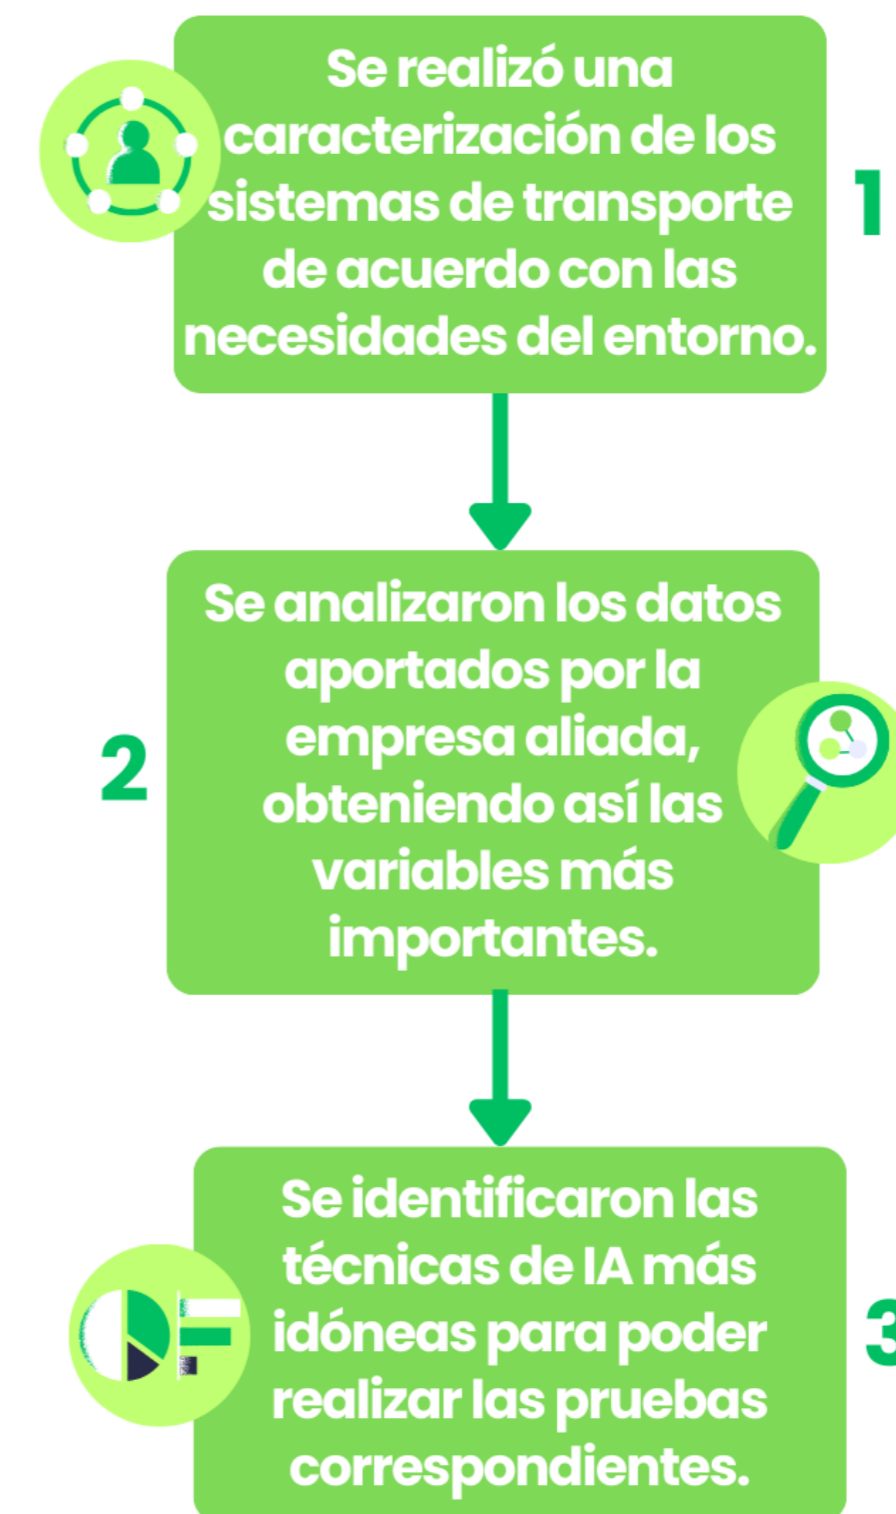 Se realizó una
caracterización de los
sistemas de transporte
de acuerdo con las
necesidades del entorno.
1
Se analizaron los datos
aportados por la
empresa aliada,
obteniendo así las
variables más
importantes.
2
Se identificaron las
técnicas de IA más
idóneas para poder
realizar las pruebas
correspondientes.
3